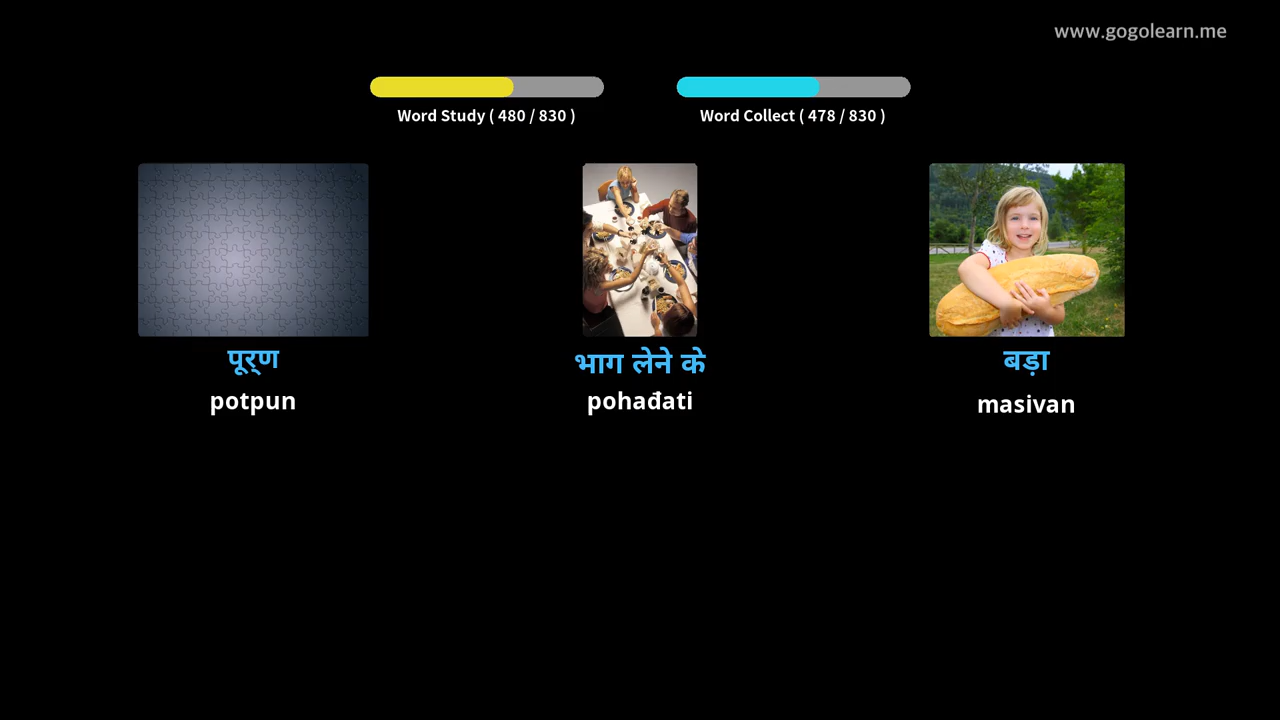 www.gogolearn.me
Word Study ( 480 / 830 )
Word Collect ( 478 / 830 )
पूर्ण
भाग लेने के
बड़ा
potpun
pohađati
masivan